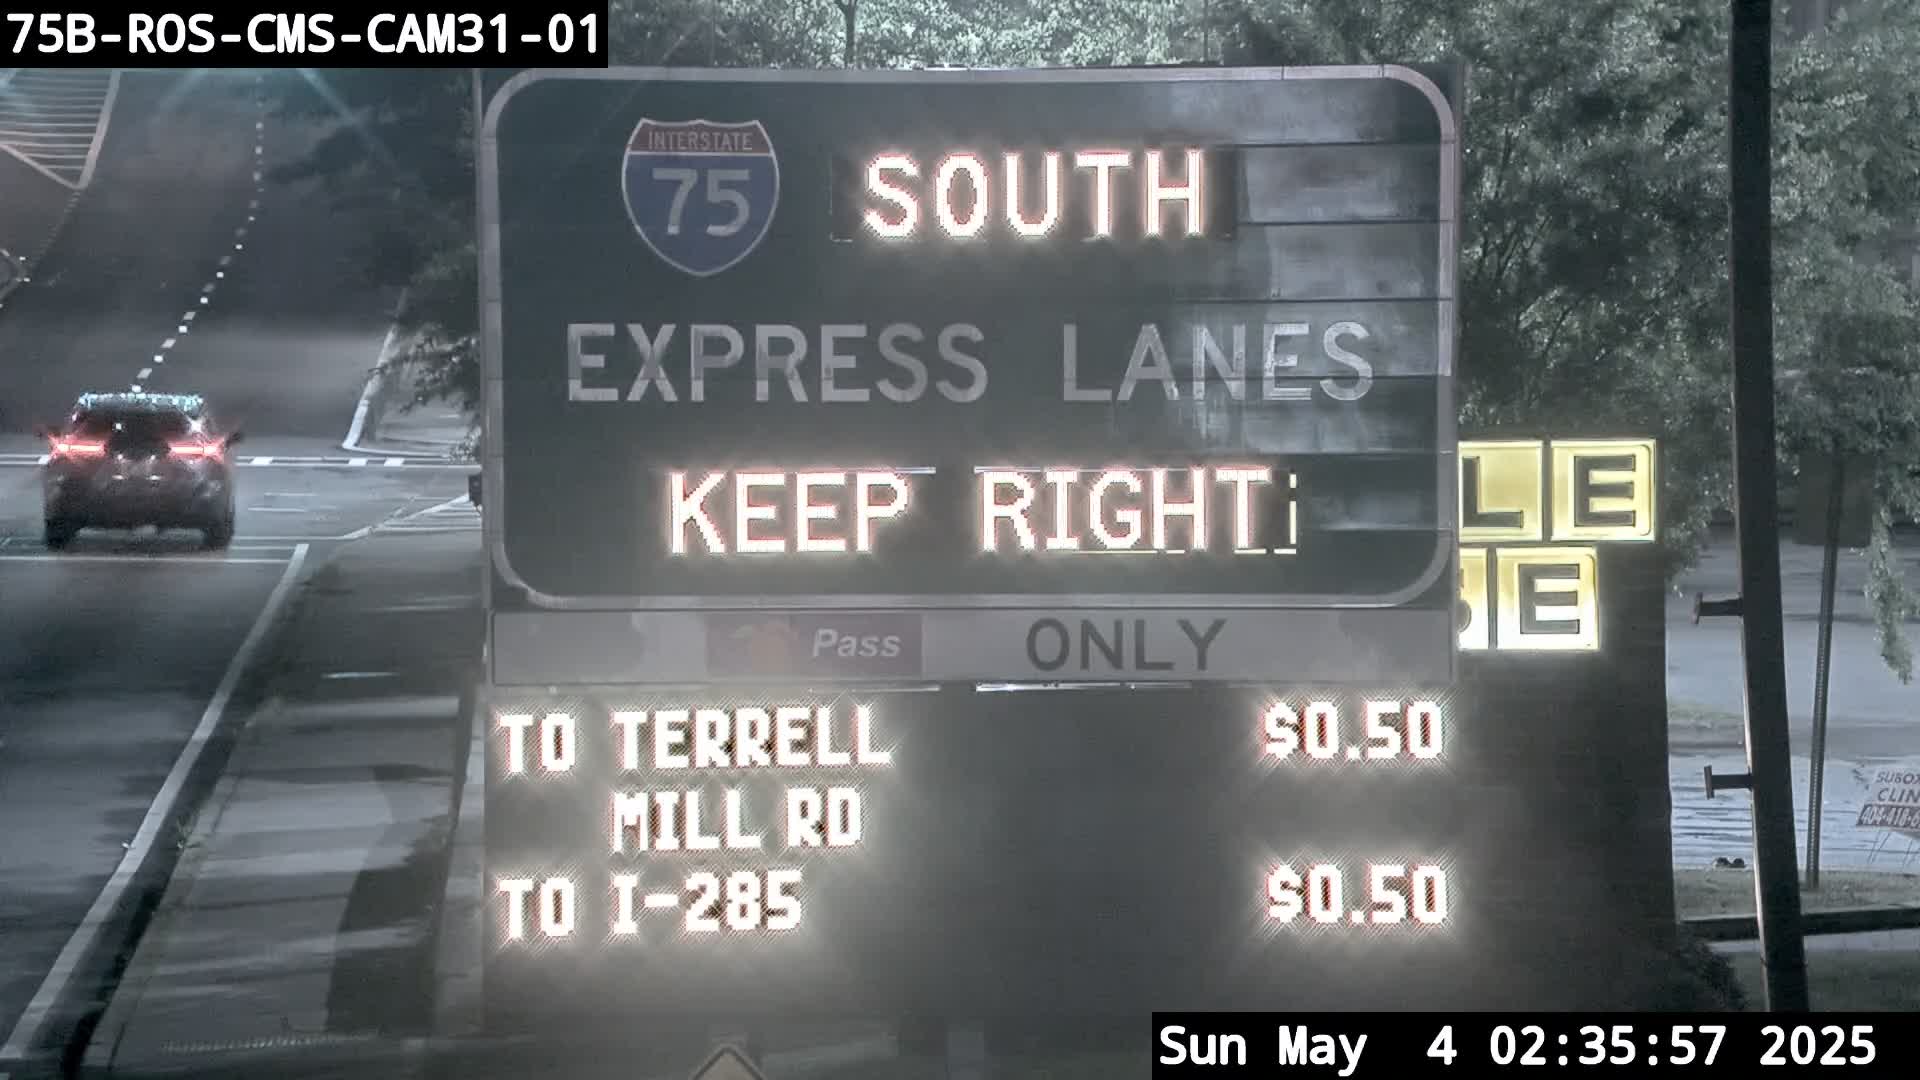 75B-ROS-CMS-CAM31-01
INTERSTATE
75
SOUTH
EXPRESS LANES
KEEP RIGHT
Pass ONLY
TO TERRELL $0.50
MILL RD
TO I-285 $0.50
LE
E
CLIN
Sun May 4 02:35:57 2025